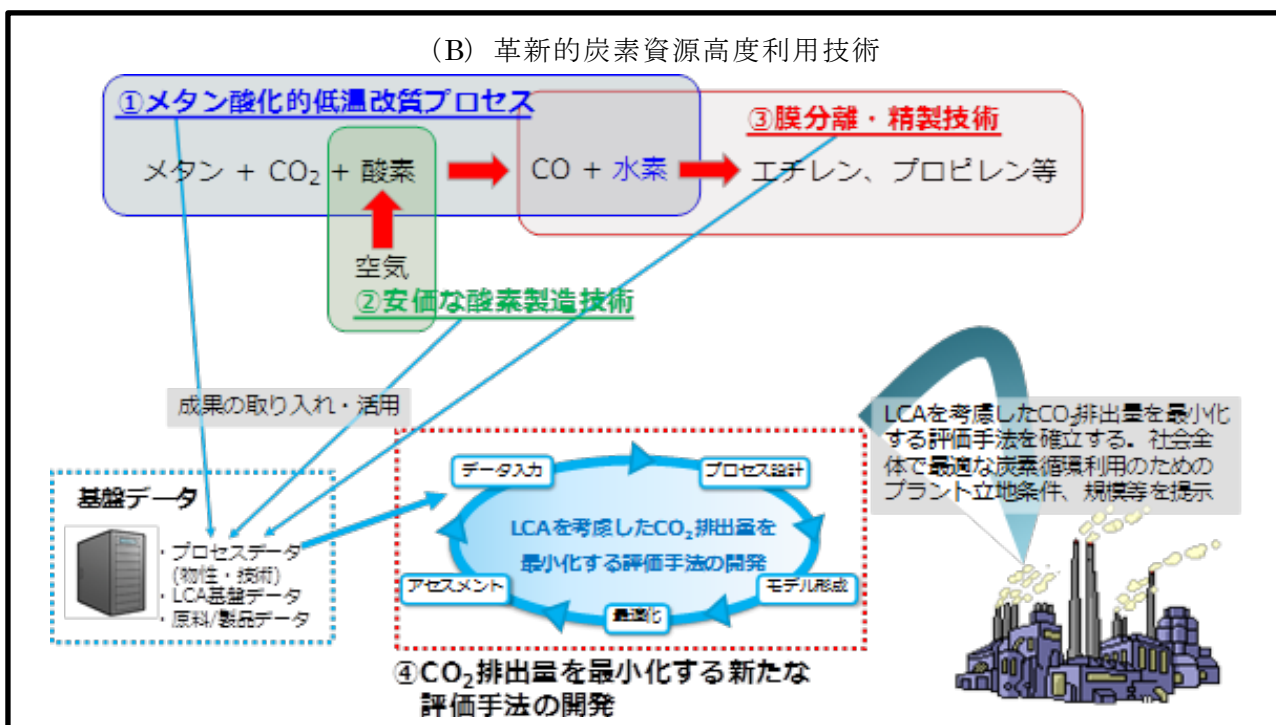 (B) 革新的炭素資源高度利用技術
①メタン酸化的低温改質プロセス
③膜分離・精製技術
メタン + CO₂ + 酸素
CO + 水素
エチレン、プロピレン等
空気
②安価な酸素製造技術
成果の取り入れ・活用
LCAを考慮したCO₂排出量を最小化
する評価手法を確立する。社会全
体で最適な炭素循環利用のための
プラント立地条件、規模等を提示
基盤データ
・プロセスデータ
(物性・技術)
・LCA基盤データ
・原料/製品データ
データ入力
プロセス設計
LCAを考慮したCO₂排出量を
最小化する評価手法の開発
アセスメント
モデル形成
最適化
④CO₂排出量を最小化する新たな
評価手法の開発